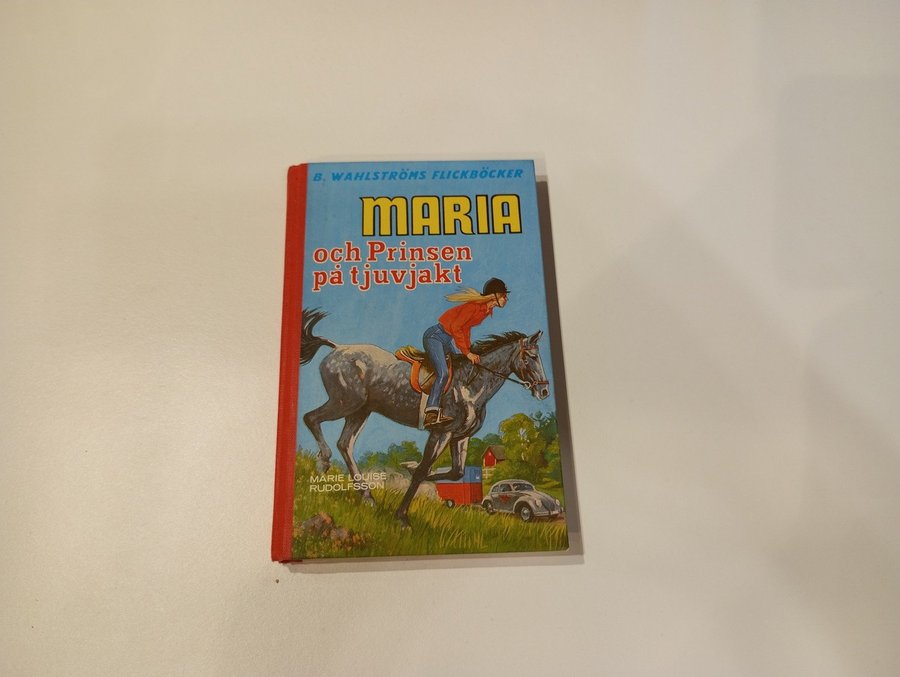 B. WAHLSTRÖMS FLICKBÖCKER
MARIA
och Prinsen
på tjuvjakt
MARIE LOUISE
RUDOLFSSON